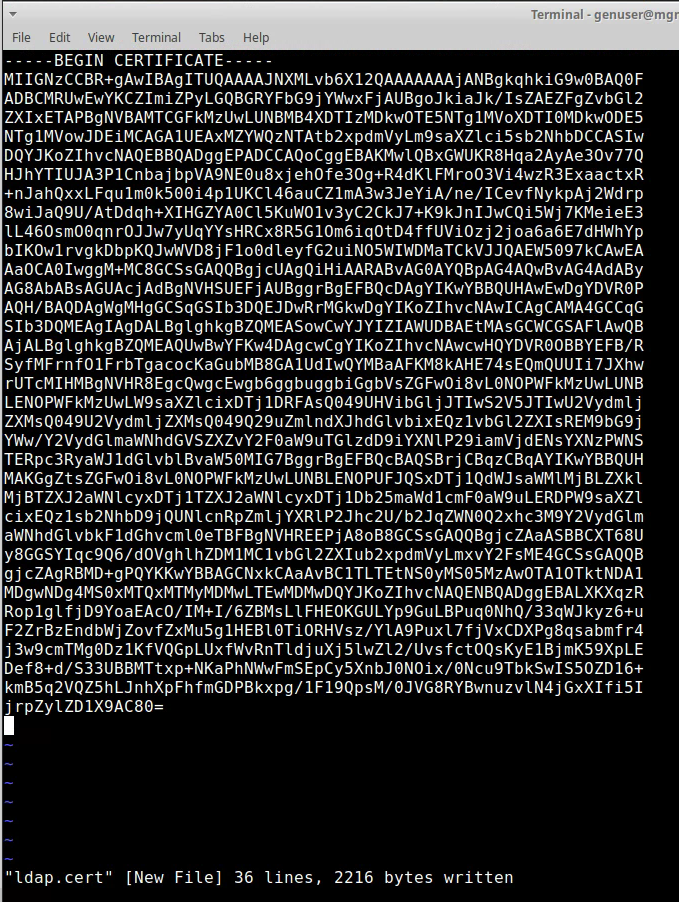 Terminal - genuser@mgr
File Edit View Terminal Tabs Help
-----BEGIN CERTIFICATE-----
MIIGNzCCBR+gAwIBAgITUQAAAAJNXMLvb6X12QAAAAAAAjANBgkqhkiG9w0BAQ0F
ADBCMRUwEwYKCZImiZPyLGQBGRYFbG9jYWwxFjAUBgoJkiaJk/IsZAEZFgZvbGl2
ZXIxETAPBgNVBAMTCGFkMzUwLUNBMB4XDTIzMDkwOTE5NTg1MVoXDTI0MDkwODE5
NTg1MVowJDEiMCAGA1UEAxMZYWQzNTAtb2xpdmVyLm9saXZlci5sb2NhbDCCASIw
DQYJKoZIhvcNAQEBBQADggEPADCCAQoCggEBAKMwlQBxGWUKR8Hqa2AyAe3Ov77Q
HJhYTIUJA3P1CnbajbpVA9NE0u8xjehOfe3Og+R4dKlFMroO3Vi4wzR3ExaactxR
+nJahQxxLFqu1m0k500i4p1UKCl46auCZ1mA3w3JeYiA/ne/ICevfNykpAj2Wdrp
8wiJaQ9U/AtDdqh+XIHGZYA0Cl5KuWO1v3yC2CkJ7+K9kJnIJwCQi5Wj7KMeieE3
lL46OsmO0qnrOJJw7yUqYYsHRCx8R5G1Om6iqOtD4ffUViOzj2joa6a6E7dHWhYp
bIKOw1rvgkDbpKQJwWVD8jF1o0dleyfG2uiNO5WIWDMaTCkVJJQAEW5097kCAwEA
AaOCA0IwggM+MC8GCSsGAQQBgjcUAgQiHiAARABvAG0AYQBpAG4AQwBvAG4AdABy
AG8AbABsAGUAcjAdBgNVHSUEFjAUBggrBgEFBQcDAgYIKwYBBQUHAwEwDgYDVR0P
AQH/BAQDAgWgMHgGCSqGSIb3DQEJDwRrMGkwDgYIKoZIhvcNAwICAgCAMA4GCCqG
SIb3DQMEAgIAgDALBglghkgBZQMEASowCwYJYIZIAWUDBAEtMAsGCWCGSAFlAwQB
AjALBglghkgBZQMEAQUwBwYFKw4DAgcwCgYIKoZIhvcNAwcwHQYDVR0OBBYEFB/R
SyfMFrnfO1FrbTgacocKaGubMB8GA1UdIwQYMBaAFKM8kAHE74sEQmQUUIi7JXhw
rUTcMIHMBgNVHR8EgcQwgcEwgb6ggbuggbiGgbVsZGFwOi8vL0NOPWFkMzUwLUNB
LENOPWFkMzUwLW9saXZlcixDTj1DRFAsQ049UHVibGljJTIwS2V5JTIwU2Vydmlj
ZXMsQ049U2VydmljZXMsQ049Q29uZmlndXJhdGlvbixEQz1vbGl2ZXIsREM9bG9j
YWw/Y2VydGlmaWNhdGVSZXZvY2F0aW9uTGlzdD9iYXNlP29iamVjdENsYXNzPWNS
TERpc3RyaWJ1dGlvblBvaW50MIG7BggrBgEFBQcBAQSBrjCBqzCBqAYIKwYBBQUH
MAKGgZtsZGFwOi8vL0NOPWFkMzUwLUNBLENOPUFJQSxDTj1QdWJsaWMlMjBLZXkl
MjBTZXJ2aWNlcyxDTj1TZXJ2aWNlcyxDTj1Db25maWd1cmF0aW9uLERDPW9saXZl
cixEQz1sb2NhbD9jQUNlcnRpZmljYXRlP2Jhc2U/b2JqZWN0Q2xhc3M9Y2VydGlm
aWNhdGlvbkF1dGhvcml0eTBFBgNVHREEPjA8oB8GCSsGAQQBgjcZAaASBBCXT68U
y8GGSYIqc9Q6/dOVghlhZDM1MC1vbGl2ZXIub2xpdmVyLmxvY2FsME4GCSsGAQQB
gjcZAgRBMD+gPQYKKwYBBAGCNxkCAaAvBC1TLTEtNS0yMS05MzAwOTA1OTktNDA1
MDgwNDg4MS0xMTQxMTMyMDMwLTEwMDMwDQYJKoZIhvcNAQENBQADggEBALXKXqzR
Rop1glfjD9YoaEAcO/IM+I/6ZBMsLlFHEOKGULYp9GuLBPuq0NhQ/33qWJkyz6+u
F2ZrBzEndbWjZovfZxMu5g1HEBl0TiORHVsz/YlA9Puxl7fjVxCDXPg8qsabmfr4
j3w9cmTMg0Dz1KfVQGpLUxfWvRnTldjuXj5lwZl2/UvsfctOQsKyE1BjmK59XpLE
Def8+d/S33UBBMTtxp+NKaPhNWwFmSEpCy5XnbJ0NOix/0Ncu9TbkSwIS5OZD16+
kmB5q2VQZ5hLJnhXpFhfmGDPBkxpg/1F19QpsM/0JVG8RYBwnuzvlN4jGxXIfi5I
jrpZylZD1X9AC80=
~
~
~
~
~
~
~
"ldap.cert" [New File] 36 lines, 2216 bytes written